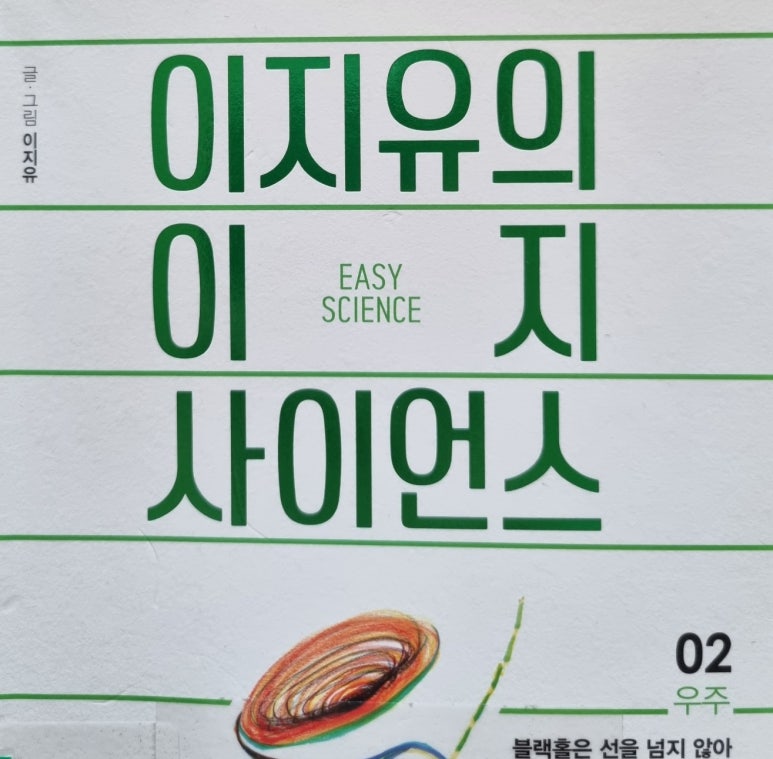 글·그림 이지유
이지유의
이지
EASY
SCIENCE
사이언스
02
우주
블랙홀은 선을 넘지 않아